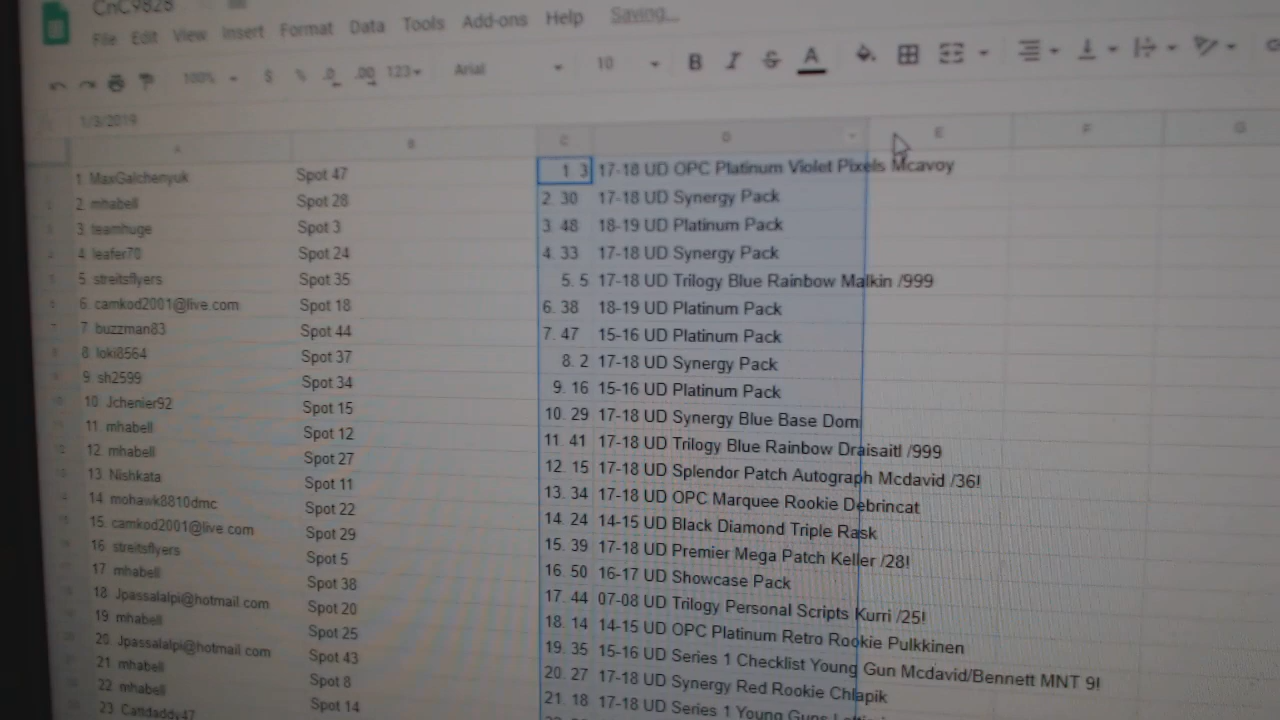 CnC9828
File Edit View Insert Format Data Tools Add-ons Help Saving...
100% $ % .0 .00 123 Arial 10 B I S A
1/3/2019
A B C D E F G
1 MaxGalchenyuk Spot 47 1 3 17-18 UD OPC Platinum Violet Pixels Mcavoy
2. mhabell Spot 28 2. 30 17-18 UD Synergy Pack
3. teamhuge Spot 3 3. 48 18-19 UD Platinum Pack
4. leafer70 Spot 24 4. 33 17-18 UD Synergy Pack
5. streitsflyers Spot 35 5. 5 17-18 UD Trilogy Blue Rainbow Malkin /999
6. camkod2001@live.com Spot 18 6. 38 18-19 UD Platinum Pack
7. buzzman83 Spot 44 7. 47 15-16 UD Platinum Pack
8 loki8564 Spot 37 8. 2 17-18 UD Synergy Pack
9. sh2599 Spot 34 9. 16 15-16 UD Platinum Pack
10. Jchenier92 Spot 15 10. 29 17-18 UD Synergy Blue Base Domi
11. mhabell Spot 12 11. 41 17-18 UD Trilogy Blue Rainbow Draisaitl /999
12. mhabell Spot 27 12. 15 17-18 UD Splendor Patch Autograph Mcdavid /36!
13. Nishkata Spot 11 13. 34 17-18 UD OPC Marquee Rookie Debrincat
14. mohawk8810dmc Spot 22 14. 24 14-15 UD Black Diamond Triple Rask
15. camkod2001@live.com Spot 29 15. 39 17-18 UD Premier Mega Patch Keller /28!
16 streitsflyers Spot 5 16. 50 16-17 UD Showcase Pack
17 mhabell Spot 38 17. 44 07-08 UD Trilogy Personal Scripts Kurri /25!
18 Jpassalalpi@hotmail.com Spot 20 18. 14 14-15 UD OPC Platinum Retro Rookie Pulkkinen
19 mhabell Spot 25 19. 35 15-16 UD Series 1 Checklist Young Gun Mcdavid/Bennett MNT 9!
20. Jpassalalpi@hotmail.com Spot 43 20. 27 17-18 UD Synergy Red Rookie Chlapik
21 mhabell Spot 8 21. 18 17-18 UD Series 1 Young Guns
22 mhabell Spot 14
23 Catldaddy47